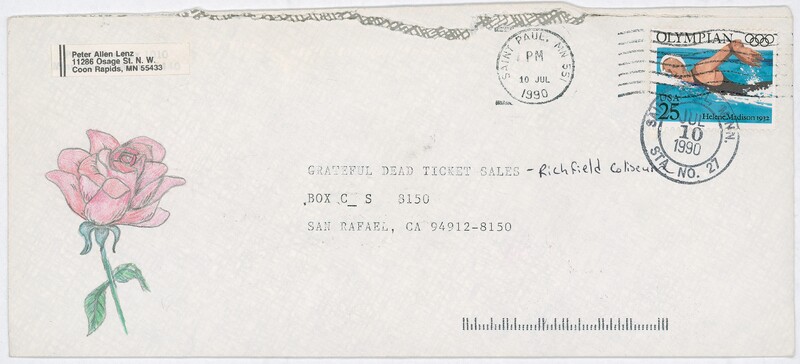 Peter Allen Lenz
11286 Osage St. N. W.
Coon Rapids, MN 55433
SAINT PAUL, MN 551
PM
10 JUL
1990
OLYMPIAN
USA
25
Helene Madison 1932
JUL
10
1990
STA. NO. 27
GRATEFUL DEAD TICKET SALES - Richfield Coliseum
BOX C_S 8150
SAN RAFAEL, CA 94912-8150